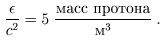 ϵ/c² = 5 масс протона/м³ .